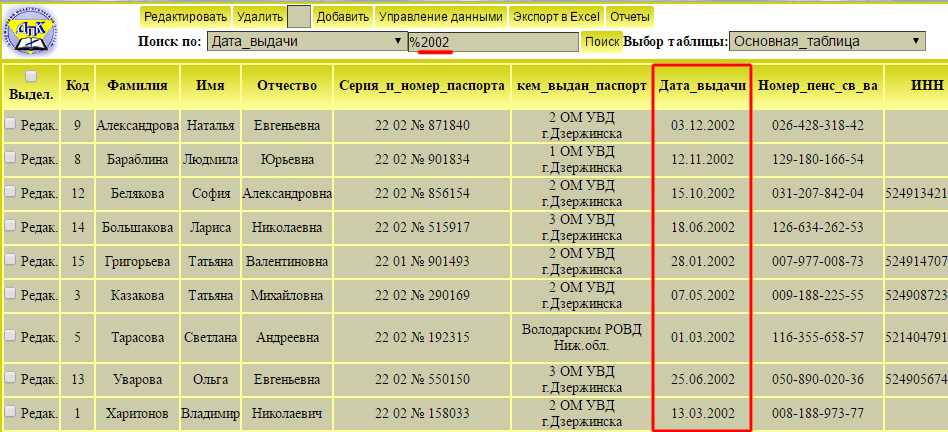 АПК
Редактировать Удалить Добавить Управление данными Экспорт в Excel Отчеты
Поиск по: Дата_выдачи %2002 Поиск Выбор таблицы: Основная_таблица
Выдел. Код Фамилия Имя Отчество Серия_и_номер_паспорта кем_выдан_паспорт Дата_выдачи Номер_пенс_св_ва ИНН
Редак. 9 Александрова Наталья Евгеньевна 22 02 № 871840 2 ОМ УВД г.Дзержинска 03.12.2002 026-428-318-42
Редак. 8 Бараблина Людмила Юрьевна 22 02 № 901834 1 ОМ УВД г.Дзержинска 12.11.2002 129-180-166-54
Редак. 12 Белякова София Александровна 22 02 № 856154 2 ОМ УВД г.Дзержинска 15.10.2002 031-207-842-04 524913421
Редак. 14 Большакова Лариса Николаевна 22 02 № 515917 3 ОМ УВД г.Дзержинска 18.06.2002 126-634-262-53
Редак. 15 Григорьева Татьяна Валентиновна 22 01 № 901493 2 ОМ УВД г.Дзержинска 28.01.2002 007-977-008-73 524914707
Редак. 3 Казакова Татьяна Михайловна 22 02 № 290169 2 ОМ УВД г.Дзержинска 07.05.2002 009-188-225-55 524908723
Редак. 5 Тарасова Светлана Андреевна 22 02 № 192315 Володарским РОВД Ниж.обл. 01.03.2002 116-355-658-57 521404791
Редак. 13 Уварова Ольга Евгеньевна 22 02 № 550150 3 ОМ УВД г.Дзержинска 25.06.2002 050-890-020-36 524905674
Редак. 1 Харитонов Владимир Николаевич 22 02 № 158033 2 ОМ УВД г.Дзержинска 13.03.2002 008-188-973-77